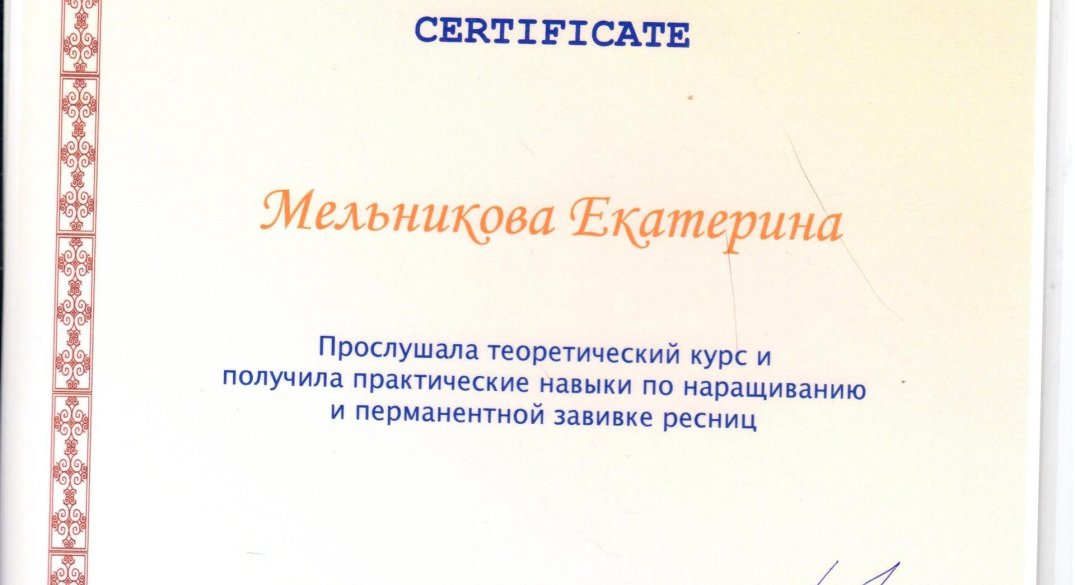 CERTIFICATE
Мельникова Екатерина
Прослушала теоретический курс и
получила практические навыки по наращиванию
и перманентной завивке ресниц